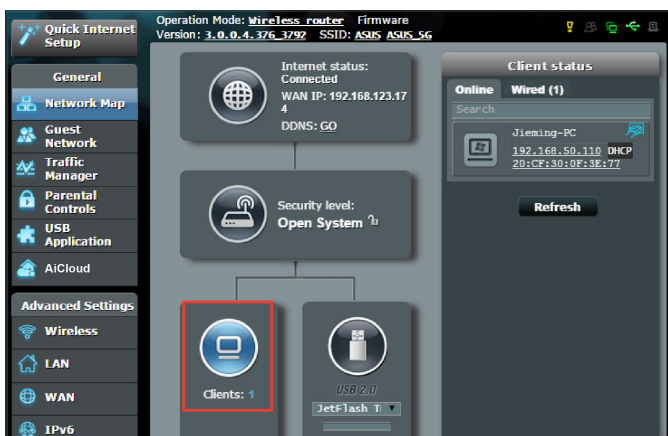 Operation Mode: Wireless router Firmware
Version: 3.0.0.4.376_3792 SSID: ASUS ASUS_5G
Quick Internet
Setup
General
Network Map
Guest
Network
Traffic
Manager
Parental
Controls
USB
Application
AiCloud
Advanced Settings
Wireless
LAN
WAN
IPv6
Internet status:
Connected
WAN IP: 192.168.123.17
4
DDNS: GO
Security level:
Open System
Clients: 1
USB 2.0
JetFlash T
Client status
Online Wired (1)
Search
Jieming-PC
192.168.50.110 DHCP
20:CF:30:0F:3E:77
Refresh